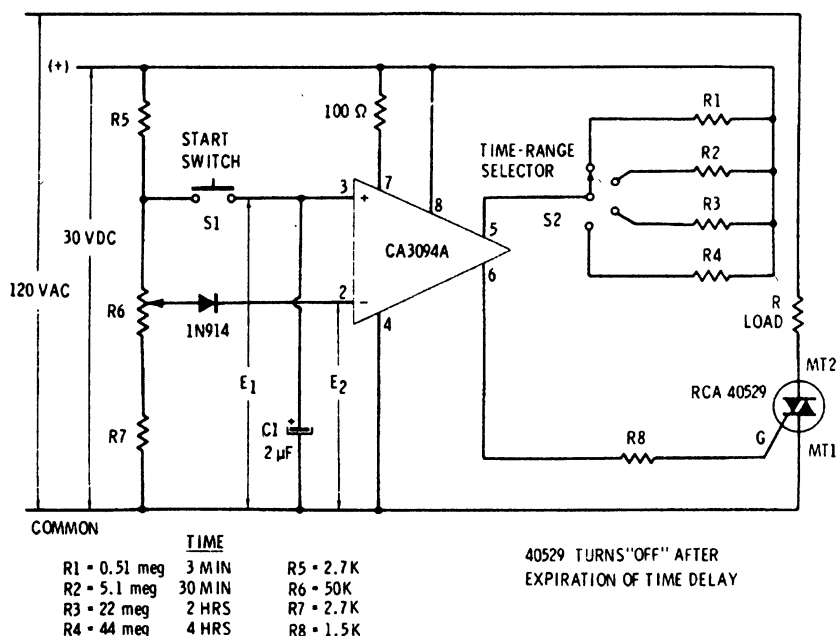 (+)
R5
100 Ω
START
SWITCH
S1
30 VDC
120 VAC
R6
1N914
R7
E1
E2
C1
+
2 µF
3
+
2
−
7
8
4
CA3094A
5
6
TIME-RANGE
SELECTOR
S2
R1
R2
R3
R4
R
LOAD
MT2
RCA 40529
G
MT1
R8
COMMON
TIME
R1 = 0.51 meg 3 MIN R5 = 2.7K
R2 = 5.1 meg 30 MIN R6 = 50K
R3 = 22 meg 2 HRS R7 = 2.7K
R4 = 44 meg 4 HRS R8 = 1.5K
40529 TURNS "OFF" AFTER
EXPIRATION OF TIME DELAY